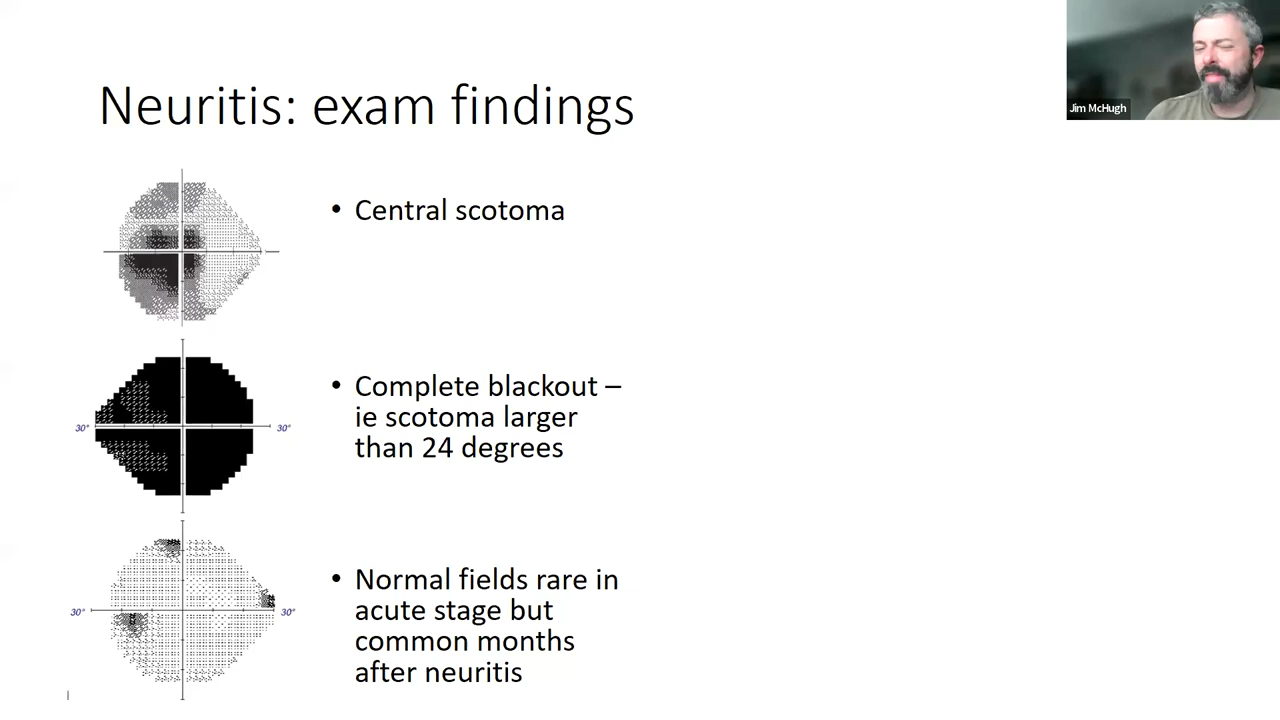 Jim McHugh
Neuritis: exam findings
• Central scotoma
30°
30°
• Complete blackout –
ie scotoma larger
than 24 degrees
30°
30°
• Normal fields rare in
acute stage but
common months
after neuritis